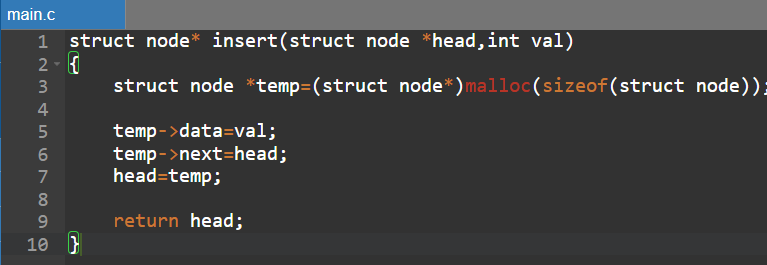 main.c
1 struct node* insert(struct node *head,int val)
2 {
3 struct node *temp=(struct node*)malloc(sizeof(struct node));
4
5 temp->data=val;
6 temp->next=head;
7 head=temp;
8
9 return head;
10 }